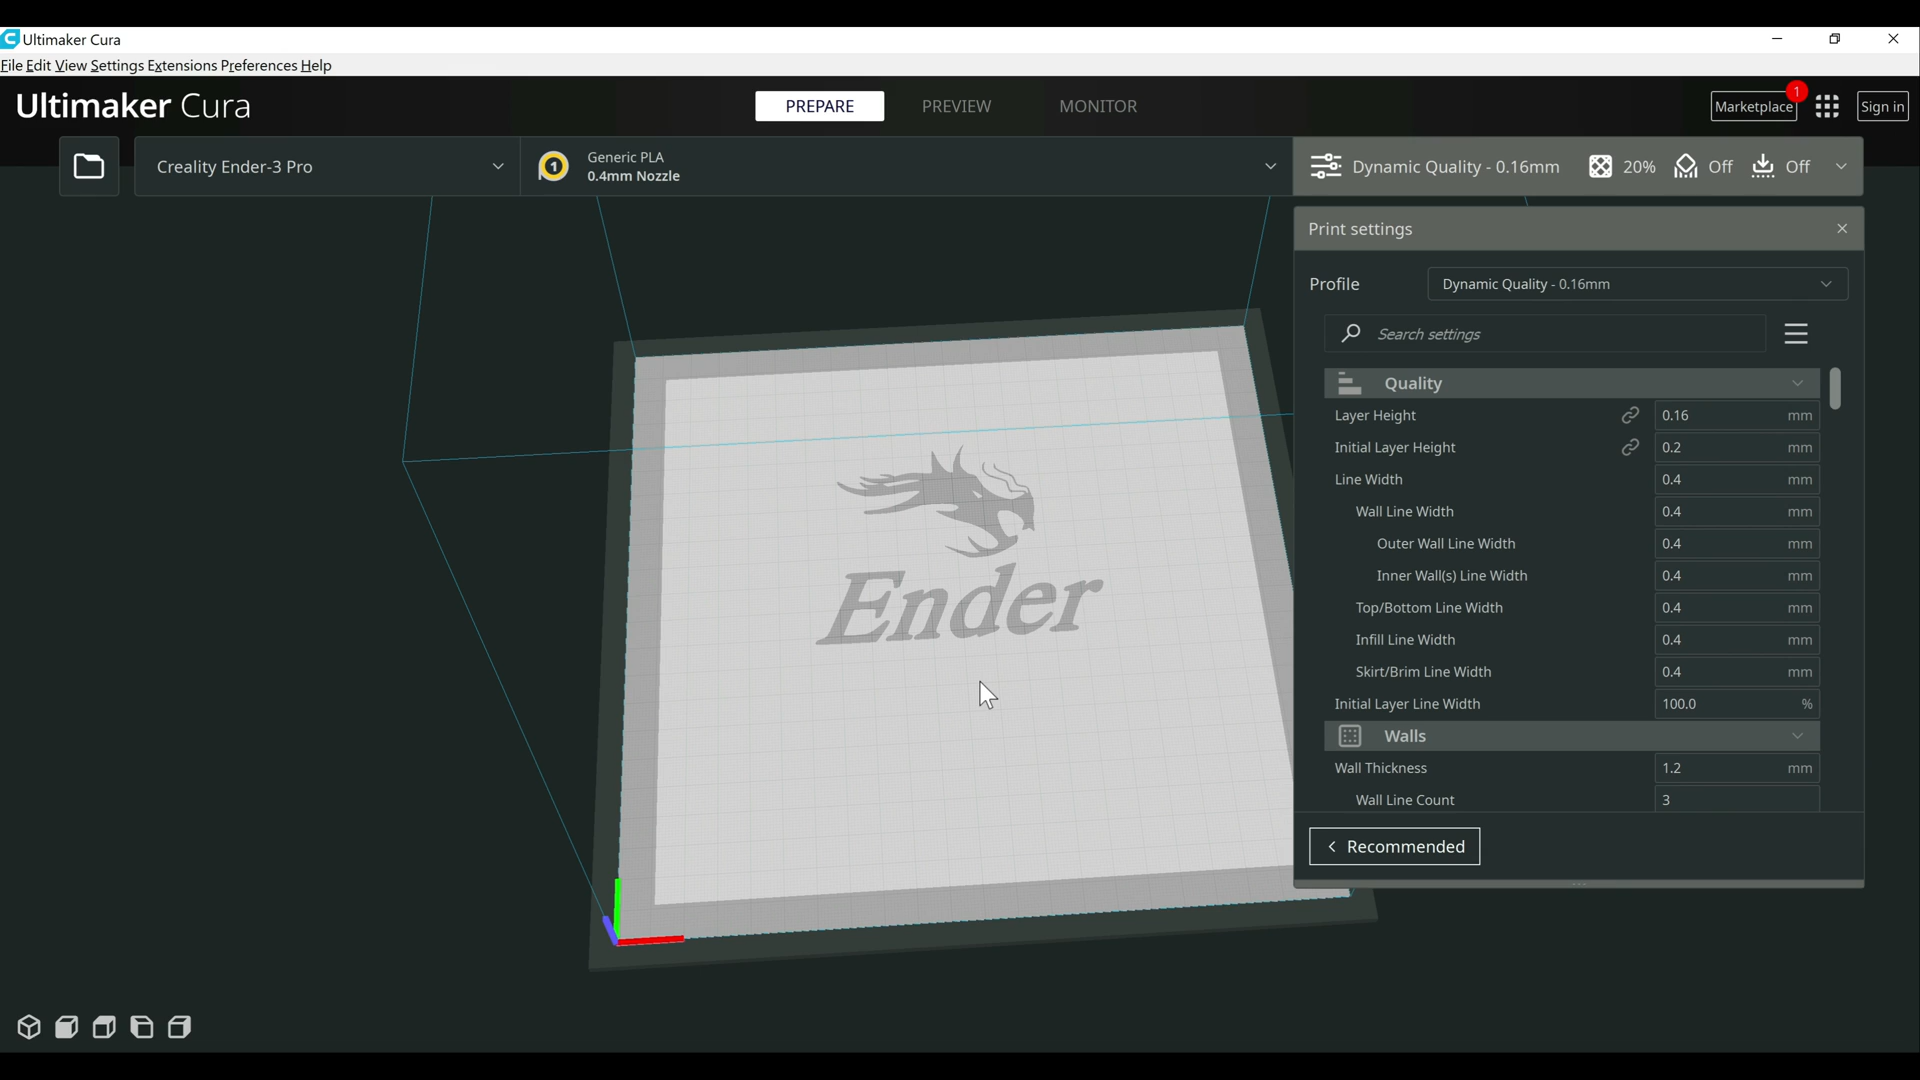 Ultimaker Cura
File Edit View Settings Extensions Preferences Help
Ultimaker Cura
PREPARE
PREVIEW
MONITOR
Marketplace
1
Sign in
Creality Ender-3 Pro
1
Generic PLA
0.4mm Nozzle
Dynamic Quality - 0.16mm
20%
Off
Off
Print settings
Profile
Dynamic Quality - 0.16mm
Search settings
Quality
Layer Height 0.16 mm
Initial Layer Height 0.2 mm
Line Width 0.4 mm
Wall Line Width 0.4 mm
Outer Wall Line Width 0.4 mm
Inner Wall(s) Line Width 0.4 mm
Top/Bottom Line Width 0.4 mm
Infill Line Width 0.4 mm
Skirt/Brim Line Width 0.4 mm
Initial Layer Line Width 100.0 %
Walls
Wall Thickness 1.2 mm
Wall Line Count 3
Recommended
Ender